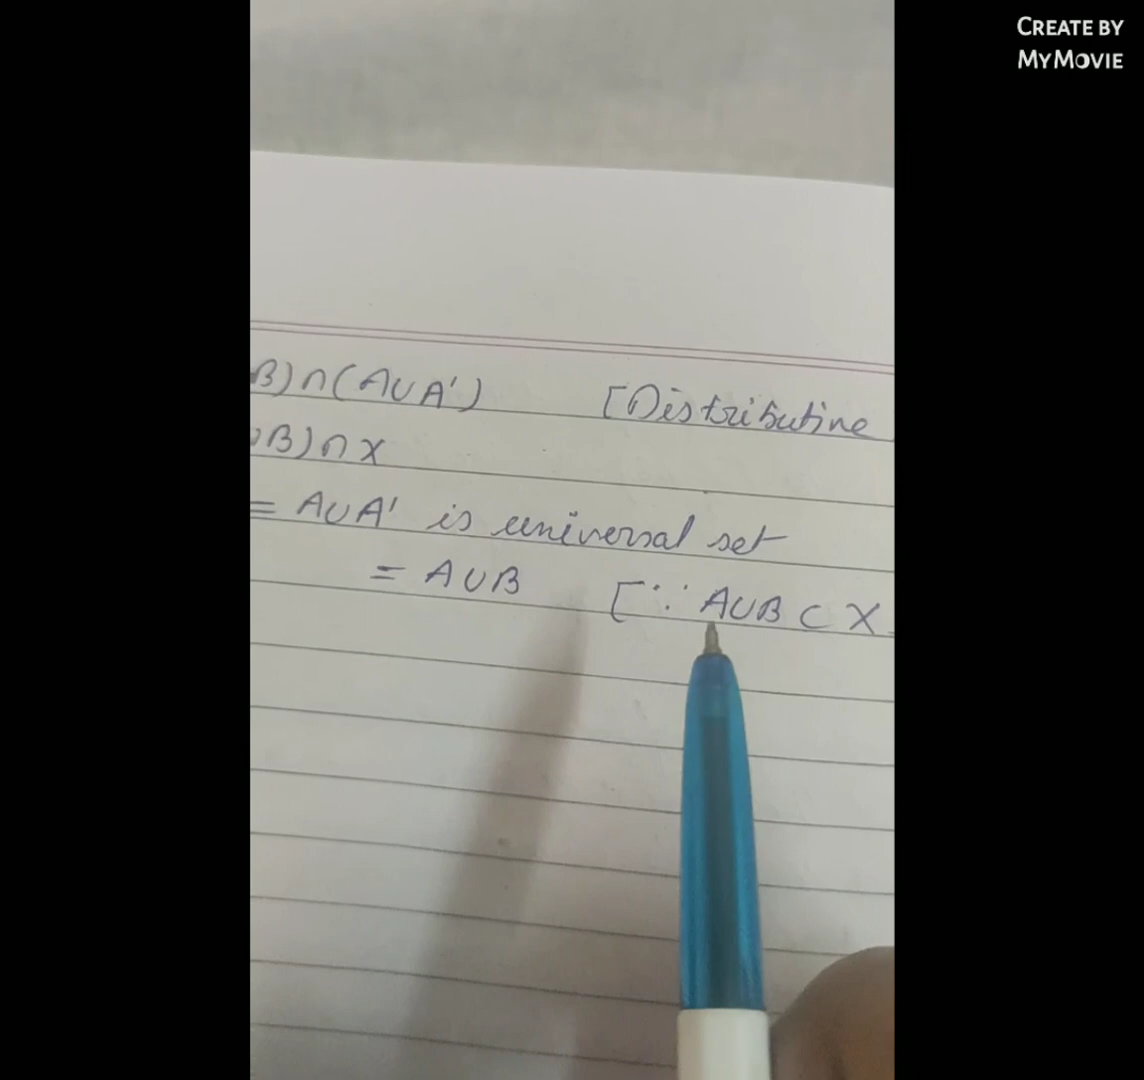 CREATE BY
MYMOVIE
B)∩(A∪A') [Distributive
∪B)∩X
= A∪A' is universal set
= A∪B [∵ A∪B ⊂ X